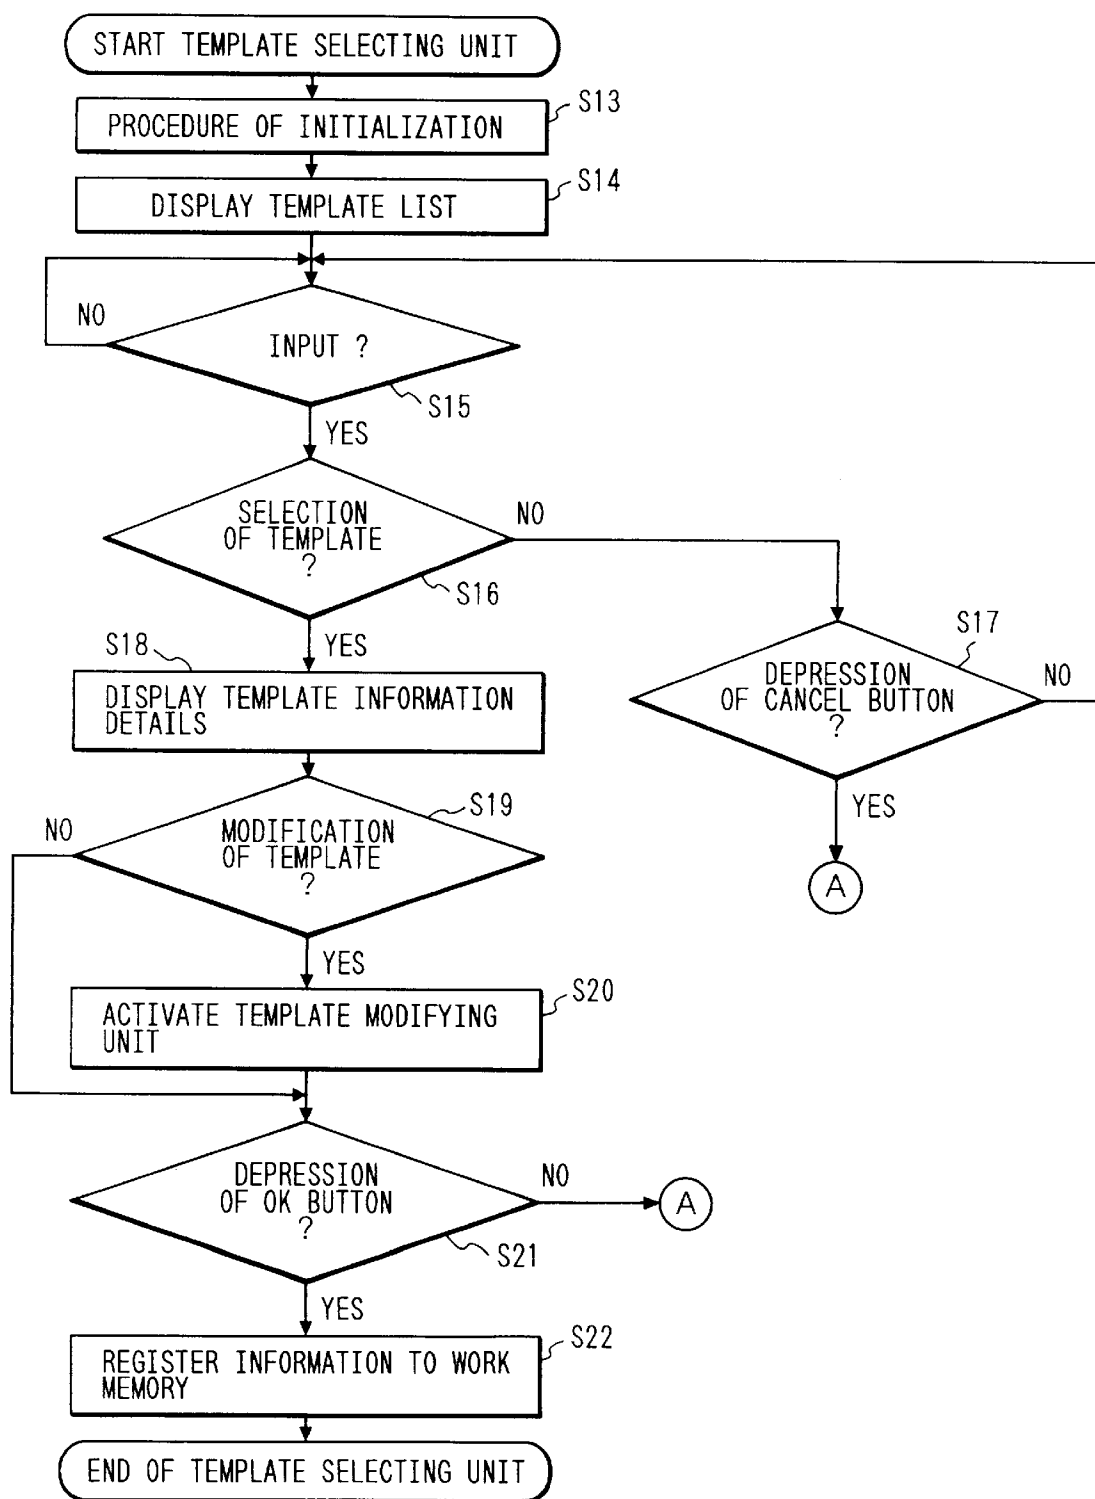 START TEMPLATE SELECTING UNIT
S13
PROCEDURE OF INITIALIZATION
S14
DISPLAY TEMPLATE LIST
NO
INPUT ?
S15
YES
SELECTION
OF TEMPLATE
?
NO
S16
YES
S17
DEPRESSION
OF CANCEL BUTTON
?
NO
YES
A
S18
DISPLAY TEMPLATE INFORMATION
DETAILS
S19
NO
MODIFICATION
OF TEMPLATE
?
YES
S20
ACTIVATE TEMPLATE MODIFYING
UNIT
DEPRESSION
OF OK BUTTON
?
NO
A
S21
YES
S22
REGISTER INFORMATION TO WORK
MEMORY
END OF TEMPLATE SELECTING UNIT